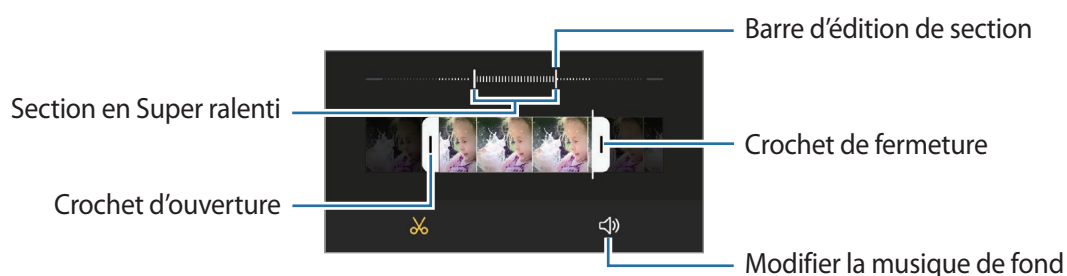 Barre d'édition de section
Section en Super ralenti
Crochet de fermeture
Crochet d'ouverture
Modifier la musique de fond